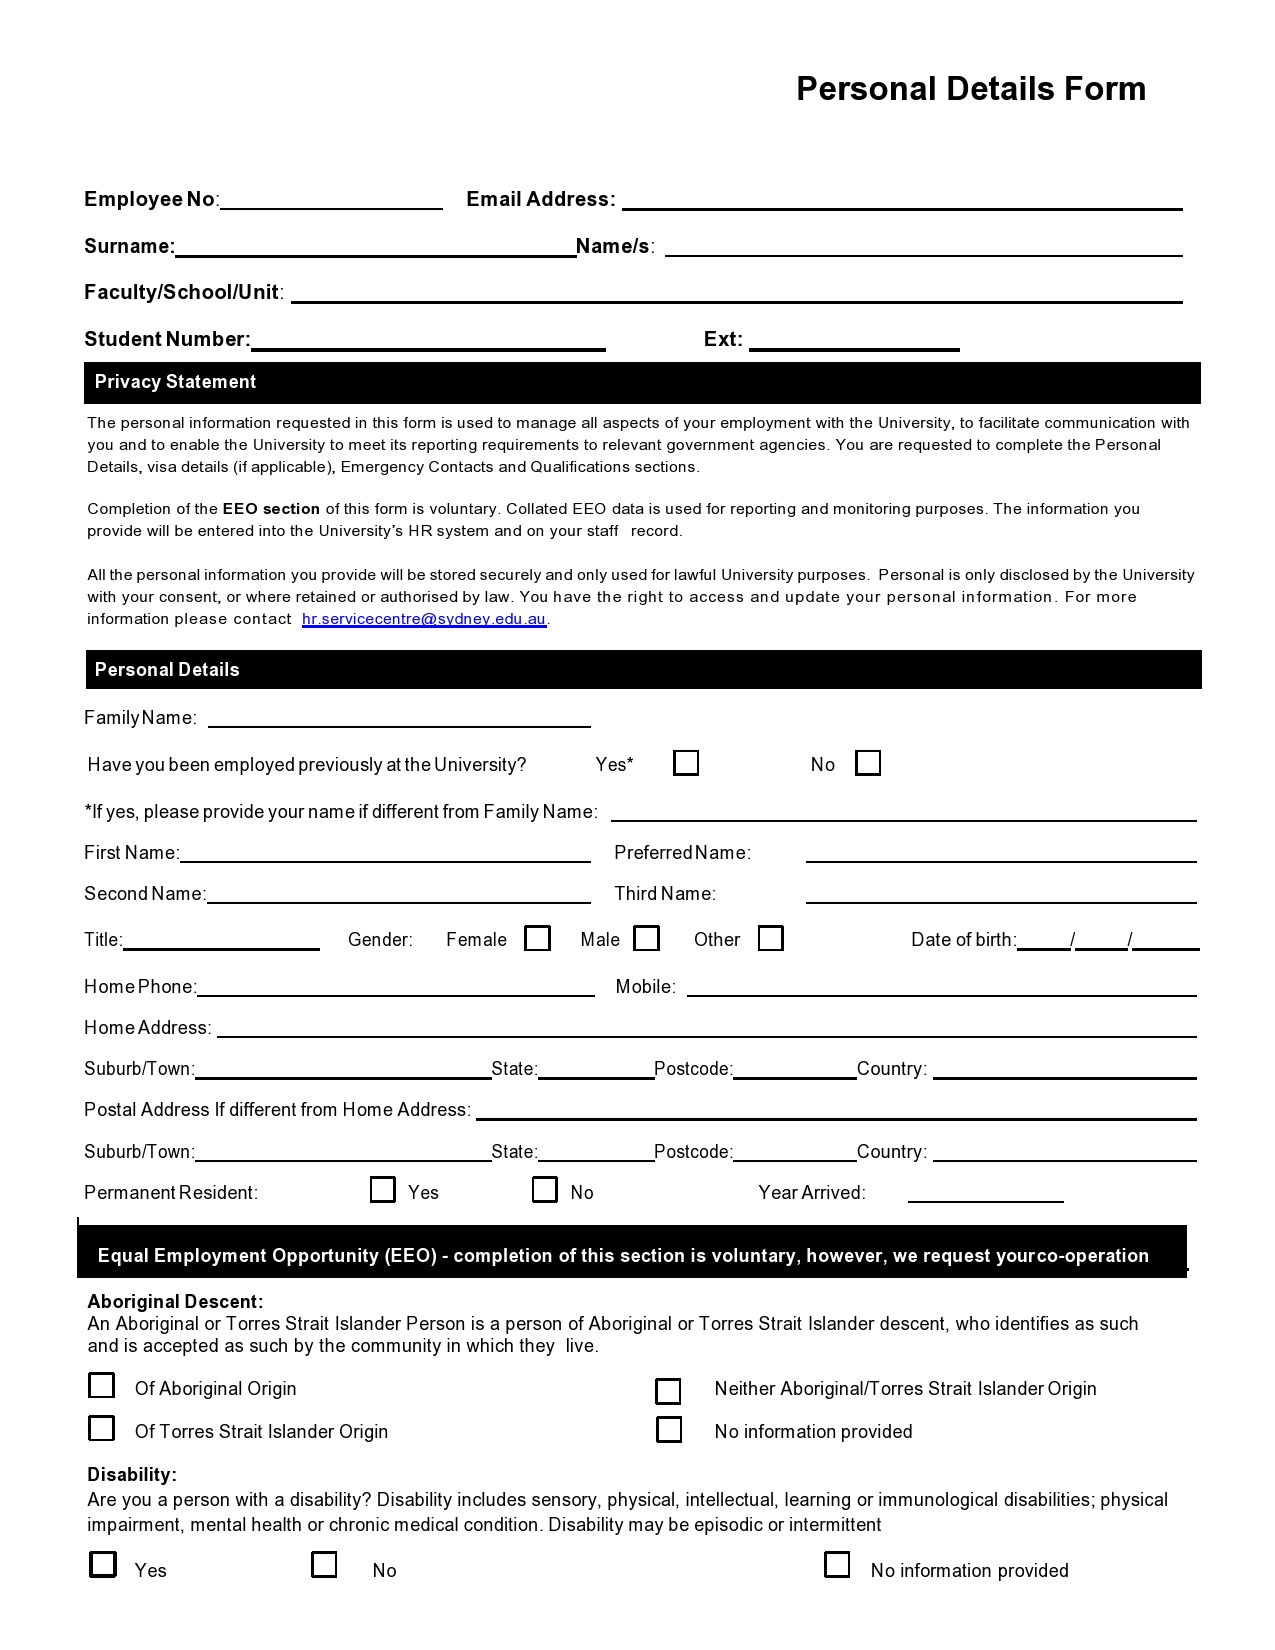 Personal Details Form
Employee No: Email Address:
Surname: Name/s:
Faculty/School/Unit:
Student Number: Ext:
Privacy Statement
The personal information requested in this form is used to manage all aspects of your employment with the University, to facilitate communication with
you and to enable the University to meet its reporting requirements to relevant government agencies. You are requested to complete the Personal
Details, visa details (if applicable), Emergency Contacts and Qualifications sections.
Completion of the EEO section of this form is voluntary. Collated EEO data is used for reporting and monitoring purposes. The information you
provide will be entered into the University's HR system and on your staff record.
All the personal information you provide will be stored securely and only used for lawful University purposes. Personal is only disclosed by the University
with your consent, or where retained or authorised by law. You have the right to access and update your personal information. For more
information please contact hr.servicecentre@sydney.edu.au.
Personal Details
Family Name:
Have you been employed previously at the University? Yes* No
*If yes, please provide your name if different from Family Name:
First Name: Preferred Name:
Second Name: Third Name:
Title: Gender: Female Male Other Date of birth: / /
Home Phone: Mobile:
Home Address:
Suburb/Town: State: Postcode: Country:
Postal Address If different from Home Address:
Suburb/Town: State: Postcode: Country:
Permanent Resident: Yes No Year Arrived:
Equal Employment Opportunity (EEO) - completion of this section is voluntary, however, we request your co-operation
Aboriginal Descent:
An Aboriginal or Torres Strait Islander Person is a person of Aboriginal or Torres Strait Islander descent, who identifies as such
and is accepted as such by the community in which they live.
Of Aboriginal Origin Neither Aboriginal/Torres Strait Islander Origin
Of Torres Strait Islander Origin No information provided
Disability:
Are you a person with a disability? Disability includes sensory, physical, intellectual, learning or immunological disabilities; physical
impairment, mental health or chronic medical condition. Disability may be episodic or intermittent
Yes No No information provided